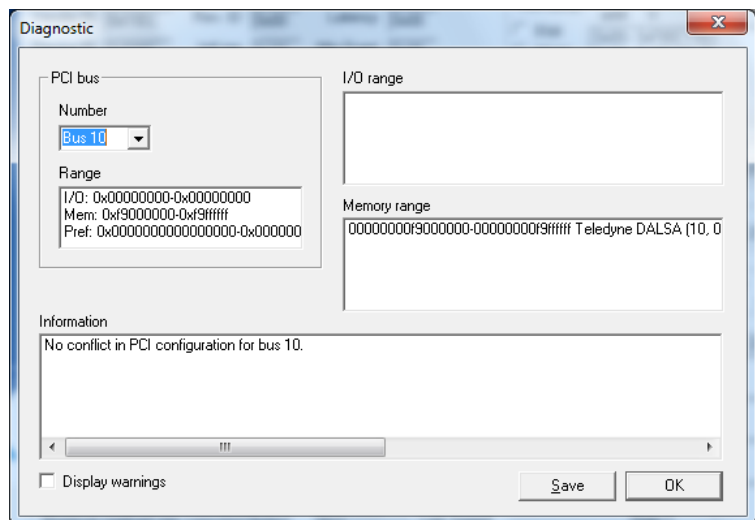 Diagnostic
PCI bus
Number
Bus 10
Range
I/O: 0x00000000-0x00000000
Mem: 0xf9000000-0xf9ffffff
Pref: 0x0000000000000000-0x000000
I/O range
Memory range
00000000f9000000-00000000f9ffffff Teledyne DALSA (10, 0
Information
No conflict in PCI configuration for bus 10.
Display warnings
Save
OK